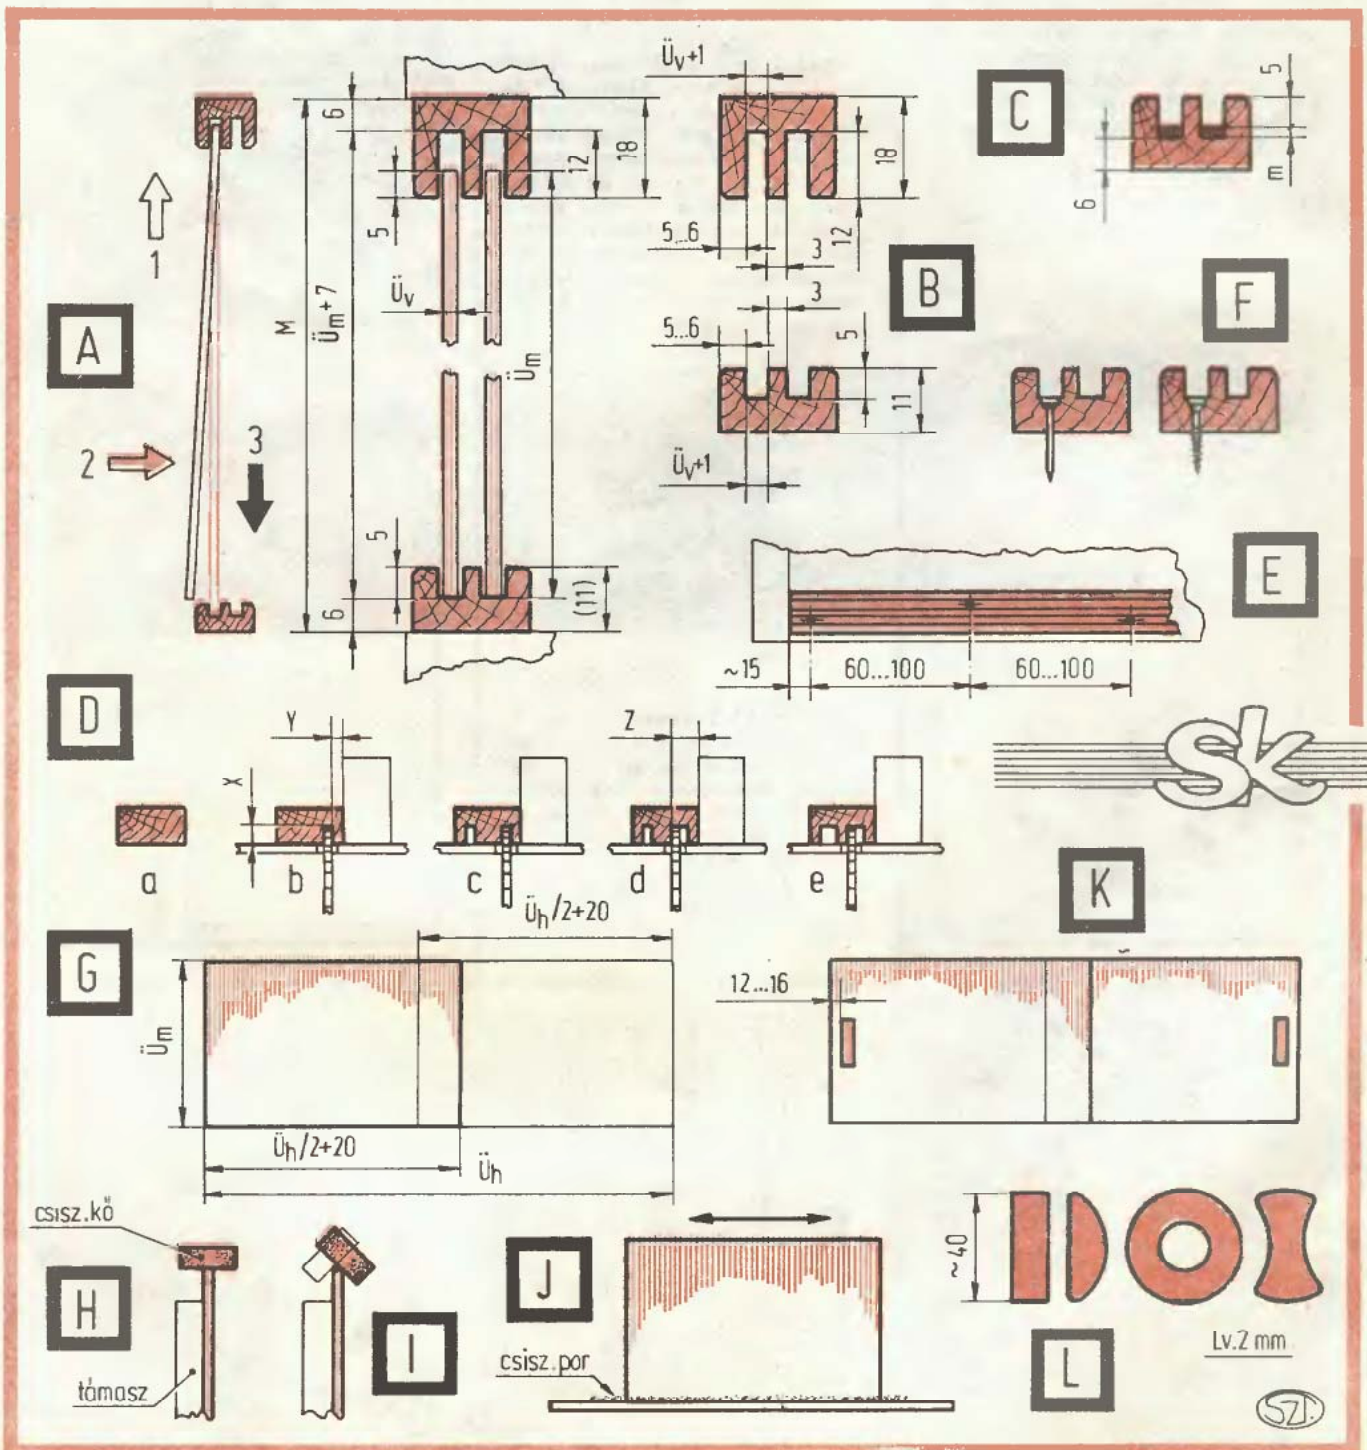 A
1
2
3
M
6
Üm+7
6
5
Üv
5
12
18
Üm
(11)
Üv+1
5...6
3
12
18
B
5...6
3
5
11
Üv+1
C
5
6
m
F
E
~15
60...100
60...100
D
X
Y
Z
a
b
c
d
e
Sk
G
Üh/2+20
Üm
Üh/2+20
Üh
K
12...16
csisz.kő
H
támasz
I
J
csisz.por
~40
L
Lv.2 mm